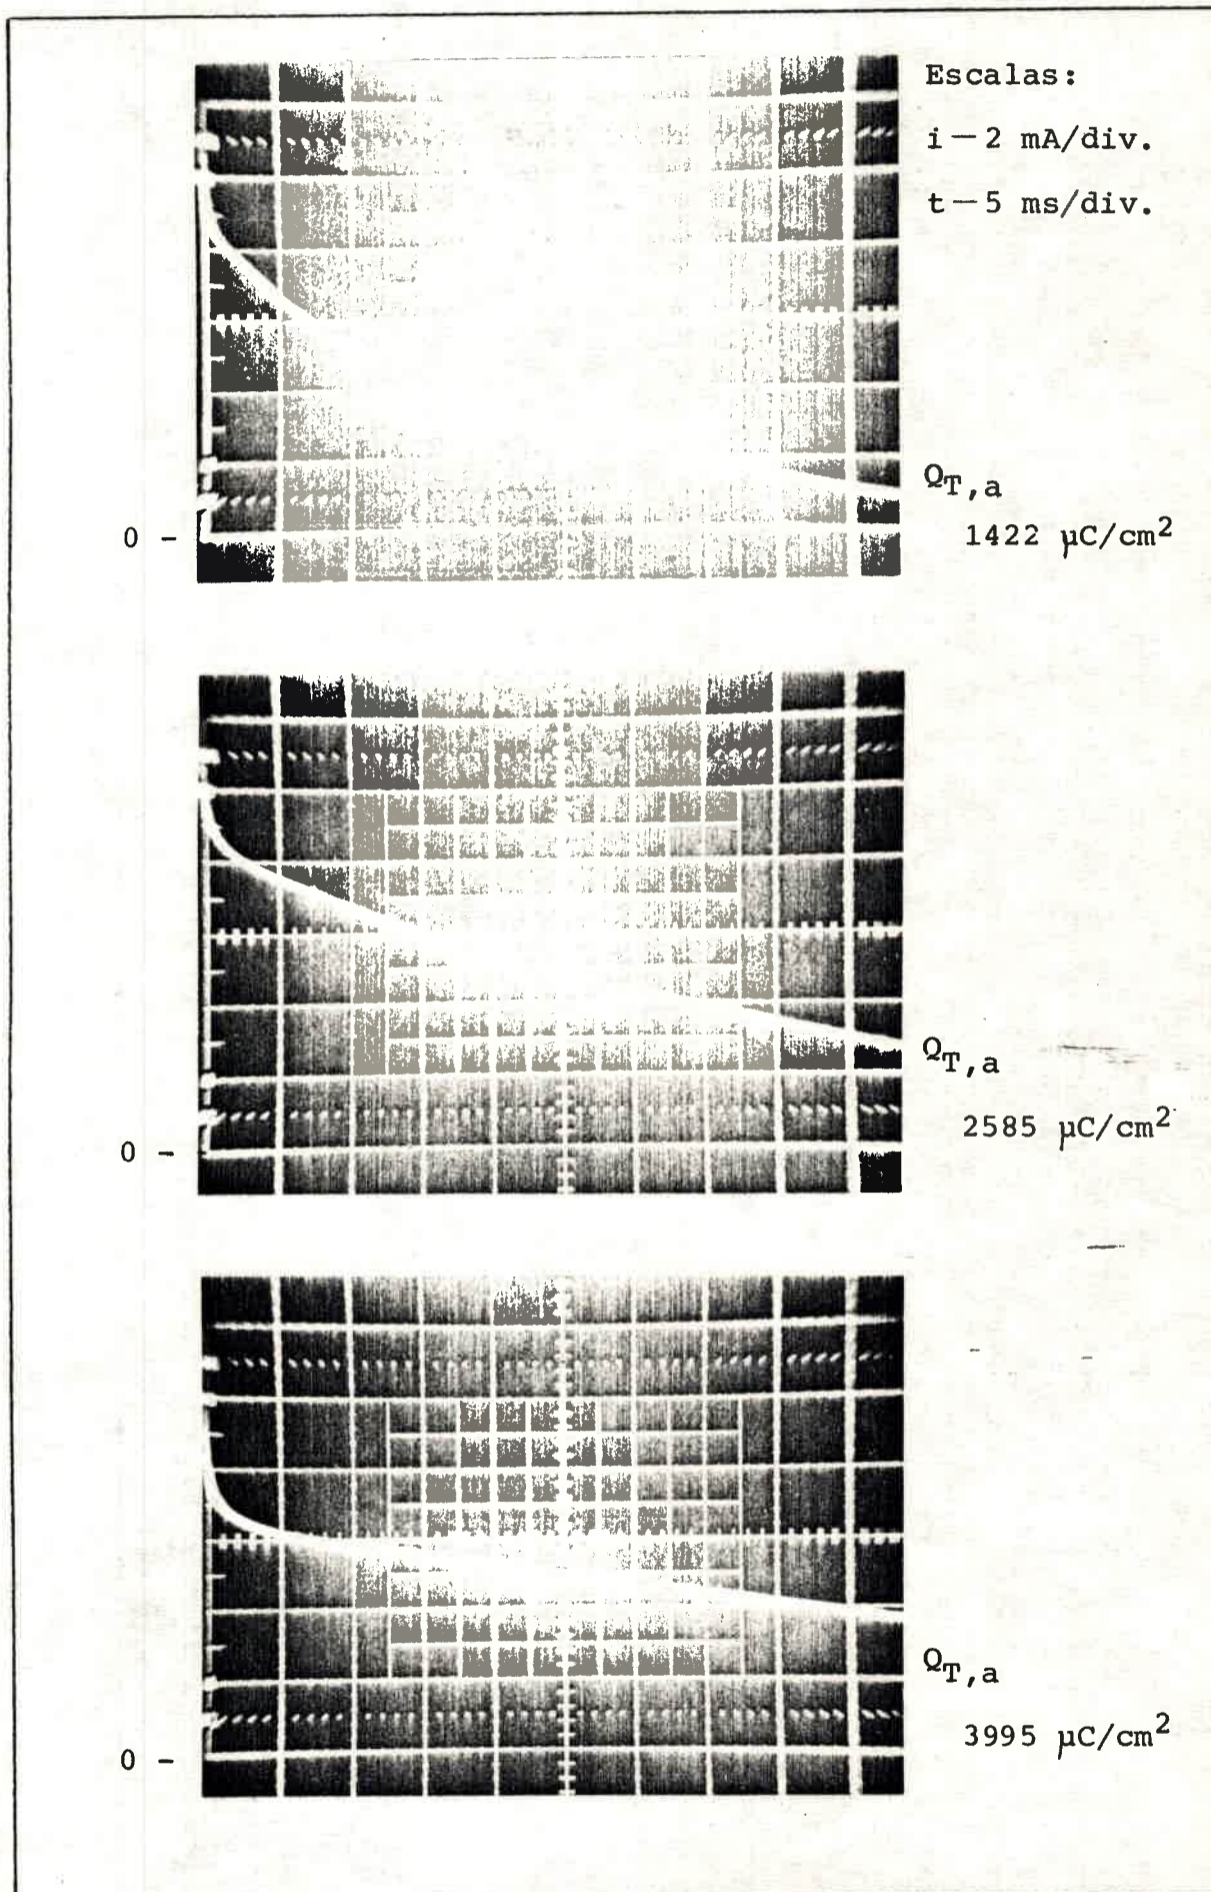 Escalas:
i — 2 mA/div.
t — 5 ms/div.
Q_T,a
0 –
1422 µC/cm²
Q_T,a
2585 µC/cm²
0 –
Q_T,a
3995 µC/cm²
0 –